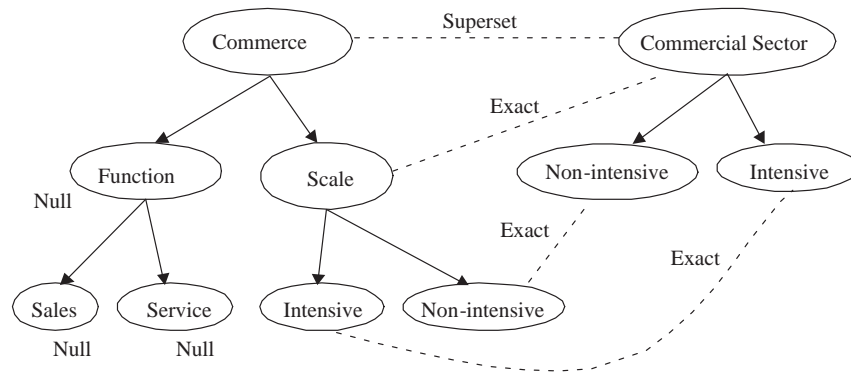 Superset
Commerce
Commercial Sector
Exact
Function
Scale
Non-intensive
Intensive
Null
Exact
Exact
Sales
Service
Intensive
Non-intensive
Null
Null